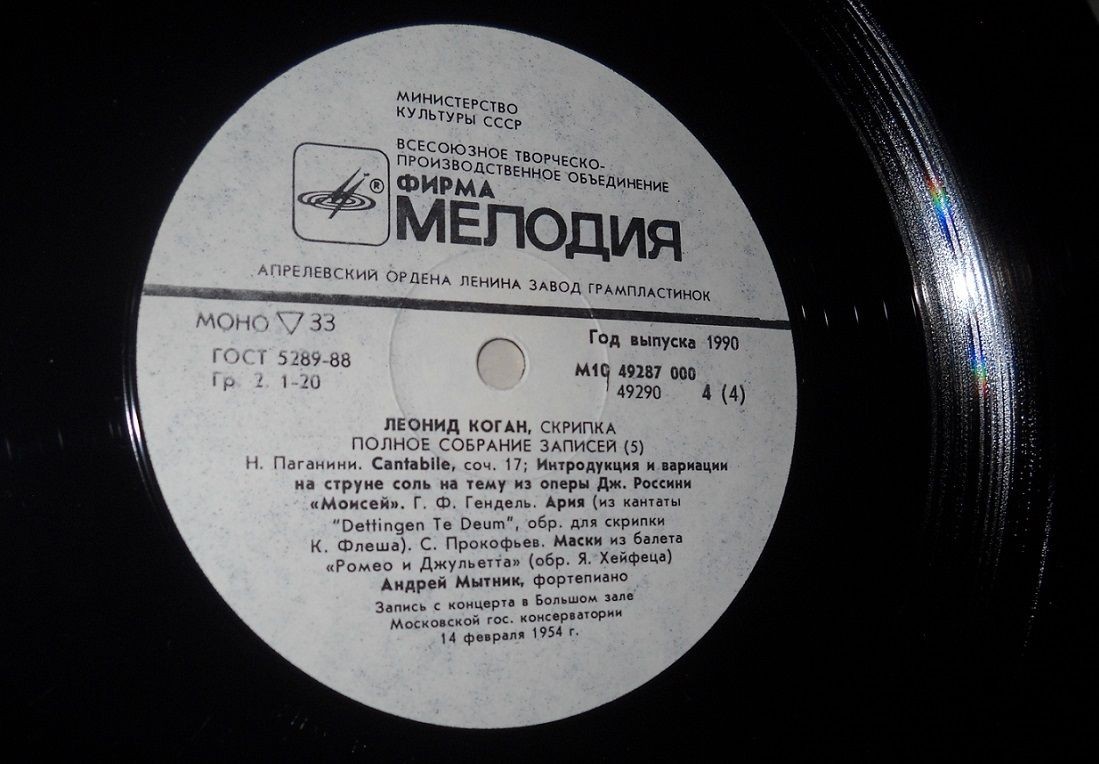 МИНИСТЕРСТВО
КУЛЬТУРЫ СССР
ВСЕСОЮЗНОЕ ТВОРЧЕСКО-
ПРОИЗВОДСТВЕННОЕ ОБЪЕДИНЕНИЕ
®
ФИРМА
МЕЛОДИЯ
АПРЕЛЕВСКИЙ ОРДЕНА ЛЕНИНА ЗАВОД ГРАМПЛАСТИНОК
МОНО ▽ 33
Год выпуска 1990
ГОСТ 5289-88
М10 49287 000
Гр. 2. 1-20
49290 4 (4)
ЛЕОНИД КОГАН, СКРИПКА
ПОЛНОЕ СОБРАНИЕ ЗАПИСЕЙ (5)
Н. Паганини. Cantabile, соч. 17; Интродукция и вариации
на струне соль на тему из оперы Дж. Россини
«Моисей». Г. Ф. Гендель. Ария (из кантаты
"Dettingen Te Deum", обр. для скрипки
К. Флеша). С. Прокофьев. Маски из балета
«Ромео и Джульетта» (обр. Я. Хейфеца)
Андрей Мытник, фортепиано
Запись с концерта в Большом зале
Московской гос. консерватории
14 февраля 1954 г.